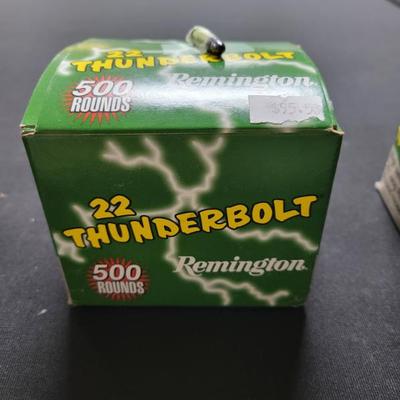 22
THUNDERBOLT
500
ROUNDS
Remington
22
THUNDERBOLT
500
ROUNDS
Remington